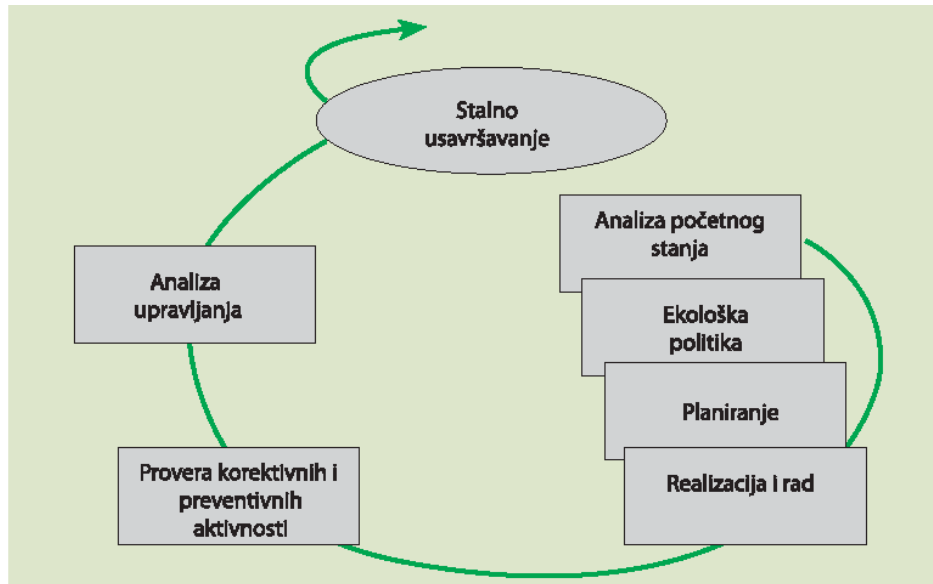 Stalno
usavršavanje
Analiza početnog
stanja
Ekološka
politika
Planiranje
Realizacija i rad
Provera korektivnih i
preventivnih
aktivnosti
Analiza
upravljanja